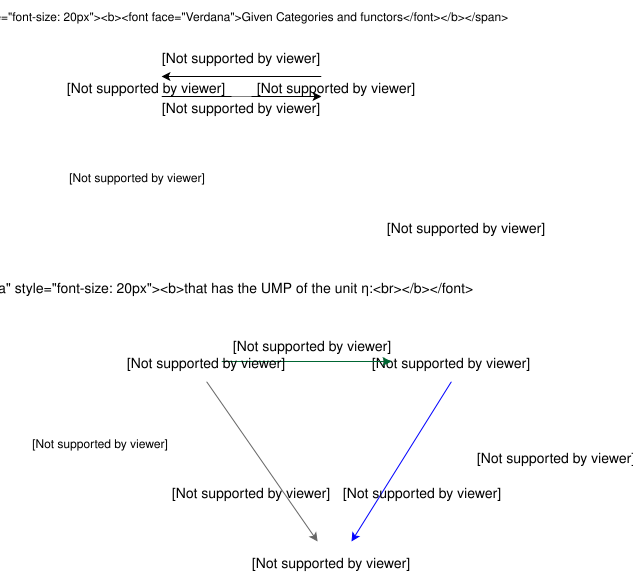 ="font-size: 20px"><b><font face="Verdana">Given Categories and functors</font></b></span>
[Not supported by viewer]
[Not supported by viewer] [Not supported by viewer]
[Not supported by viewer]
[Not supported by viewer]
[Not supported by viewer]
a" style="font-size: 20px"><b>that has the UMP of the unit η:<br></b></font>
[Not supported by viewer]
[Not supported by viewer] [Not supported by viewer]
[Not supported by viewer]
[Not supported by viewer]
[Not supported by viewer] [Not supported by viewer]
[Not supported by viewer]